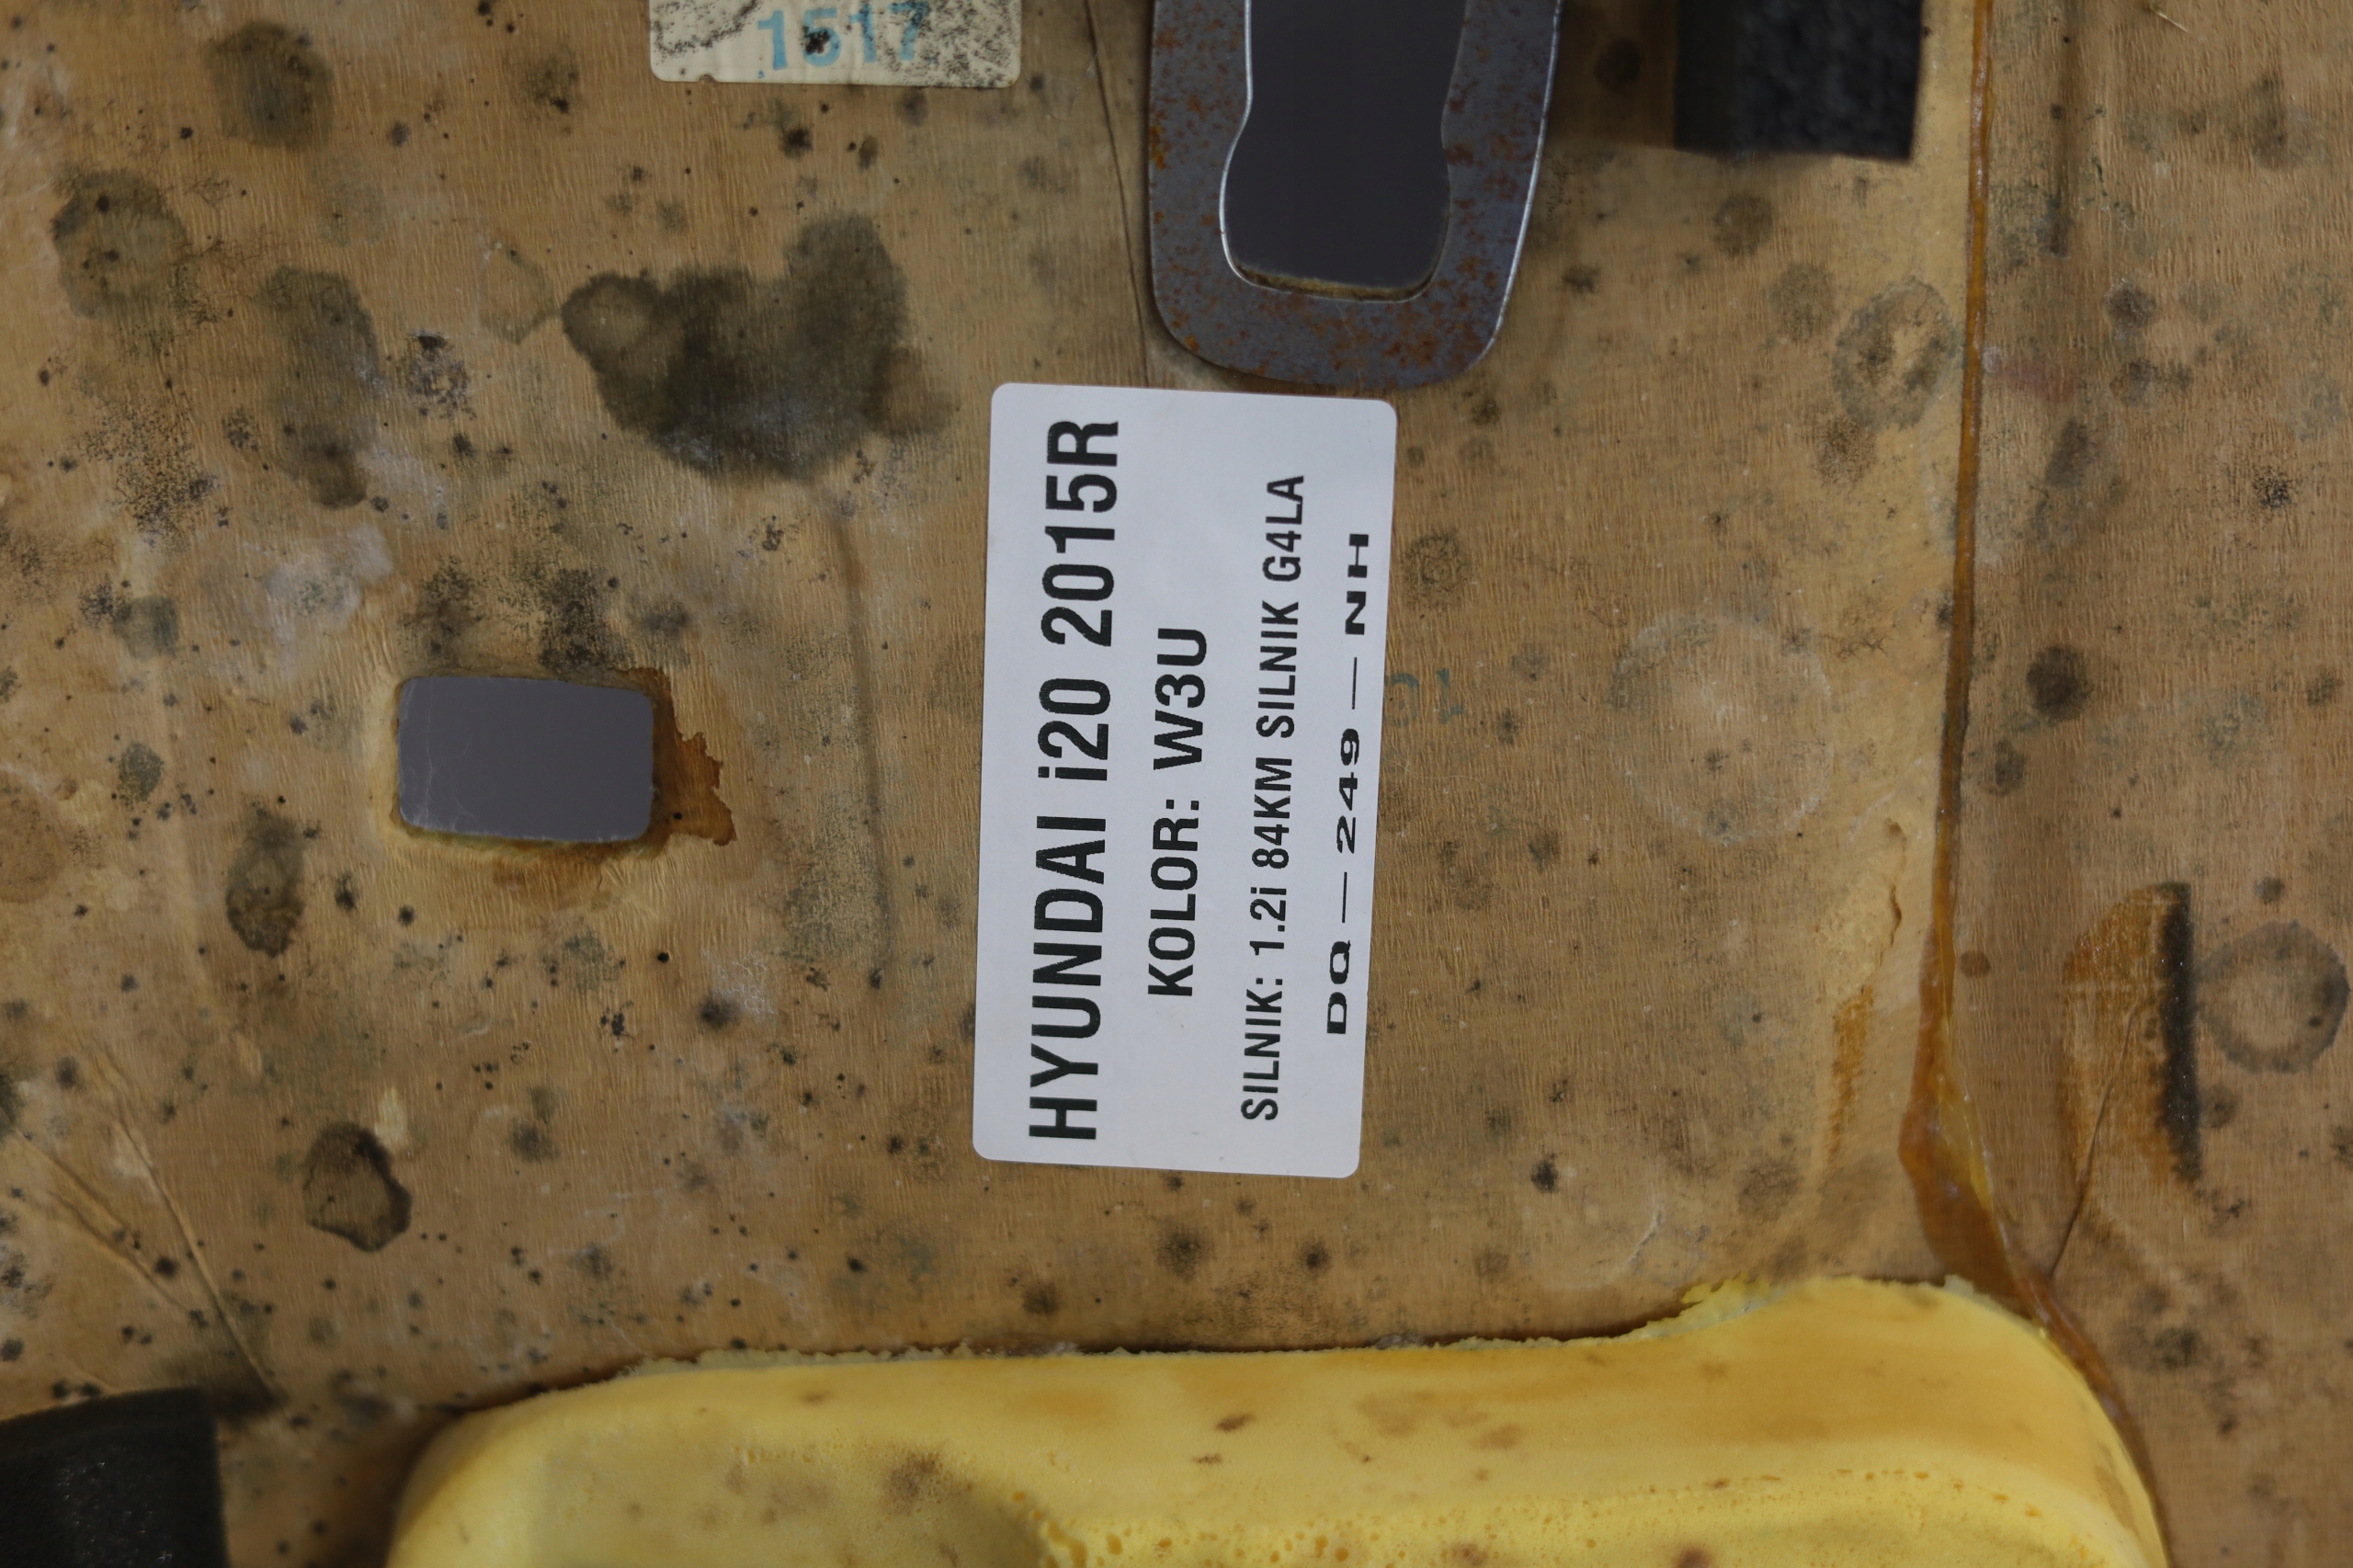 1517
HYUNDAI i20 2015R
KOLOR: W3U
SILNIK: 1.2i 84KM SILNIK G4LA
DQ — 249 — NH